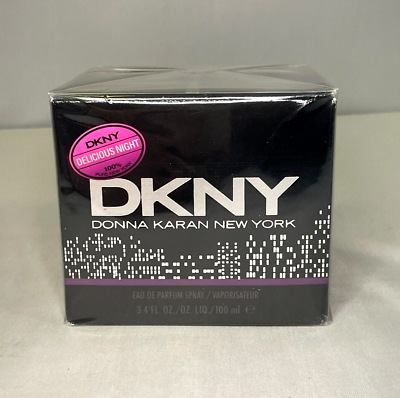 DKNY
DELICIOUS NIGHT
100%
DKNY
DONNA KARAN NEW YORK
EAU DE PARFUM SPRAY / VAPORISATEUR
3.4 FL. OZ./OZ. LIQ./100 ml e